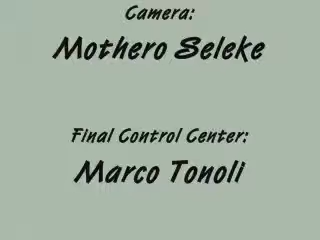 Camera:
Mothero Seleke
Final Control Center:
Marco Tonoli